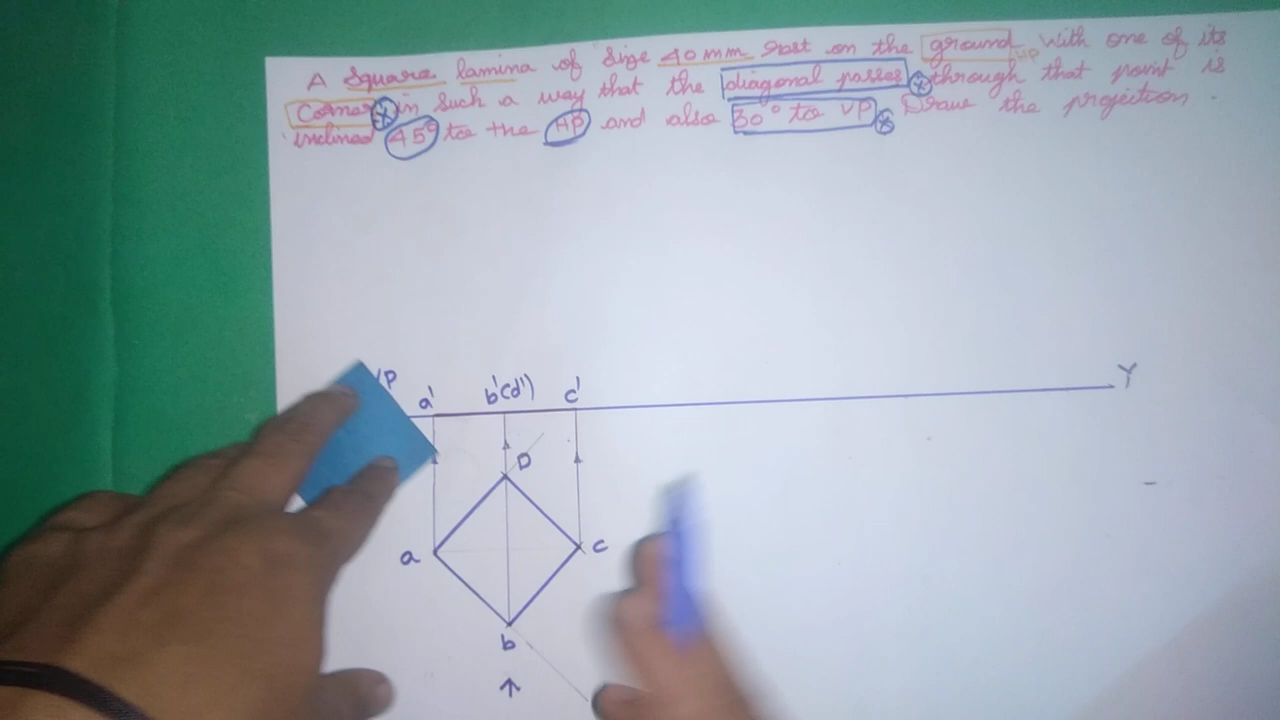 A Square lamina of size 40 mm rest on the ground HP with one of its
Corner in such a way that the diagonal passes through that point is
inclined 45° to the HP and also 30° to VP Draw the projection.
VP a' b'(d') c' Y
D
a c
b